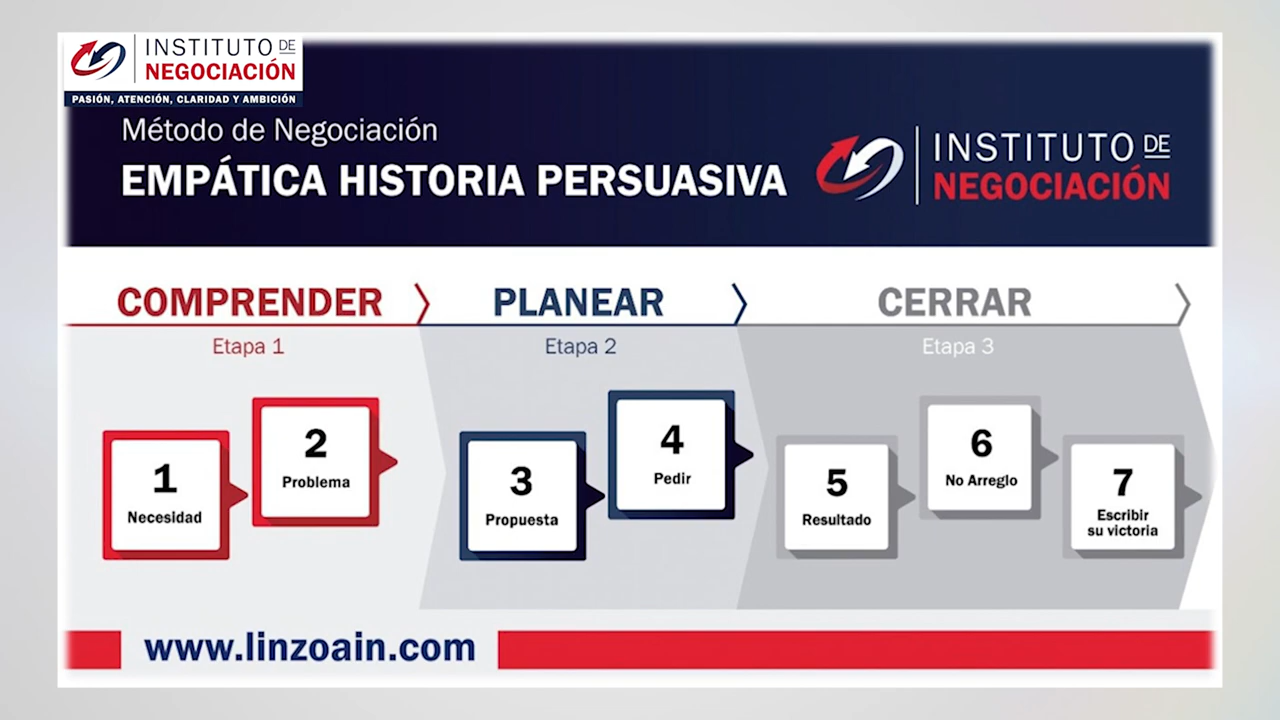 INSTITUTO DE
NEGOCIACIÓN
PASIÓN, ATENCIÓN, CLARIDAD Y AMBICIÓN
Método de Negociación
EMPÁTICA HISTORIA PERSUASIVA
INSTITUTO DE
NEGOCIACIÓN
COMPRENDER
PLANEAR
CERRAR
Etapa 1
Etapa 2
Etapa 3
1
Necesidad
2
Problema
3
Propuesta
4
Pedir
5
Resultado
6
No Arreglo
7
Escribir
su victoria
www.linzoain.com